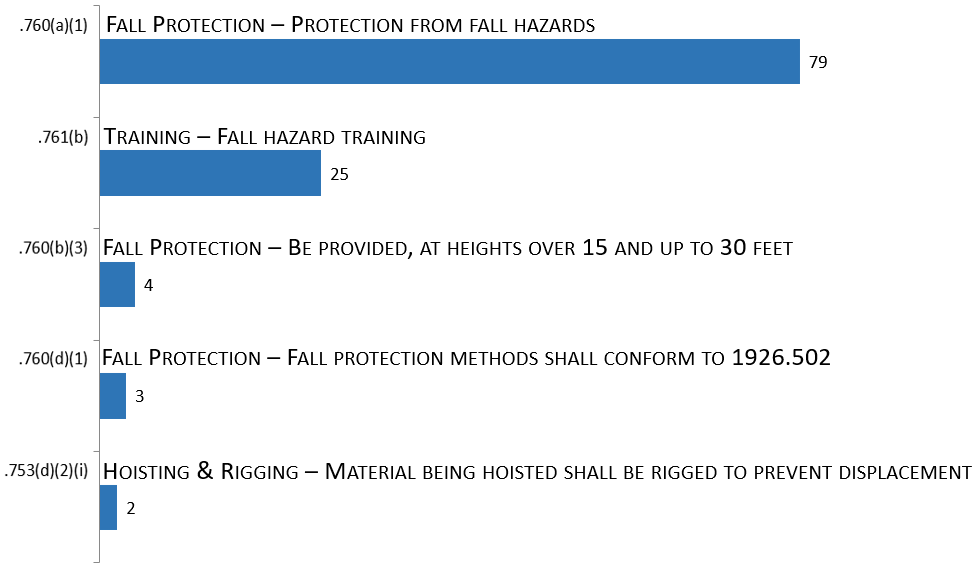 .760(a)(1) Fall Protection – Protection from fall hazards
79
.761(b) Training – Fall hazard training
25
.760(b)(3) Fall Protection – Be provided, at heights over 15 and up to 30 feet
4
.760(d)(1) Fall Protection – Fall protection methods shall conform to 1926.502
3
.753(d)(2)(i) Hoisting & Rigging – Material being hoisted shall be rigged to prevent displacement
2